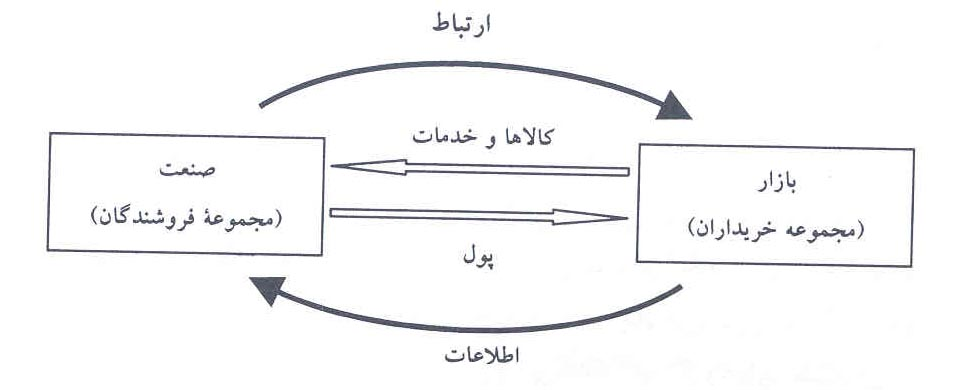 ارتباط
کالاها و خدمات
صنعت
(مجموعهٔ فروشندگان)
بازار
(مجموعه خریداران)
پول
اطلاعات